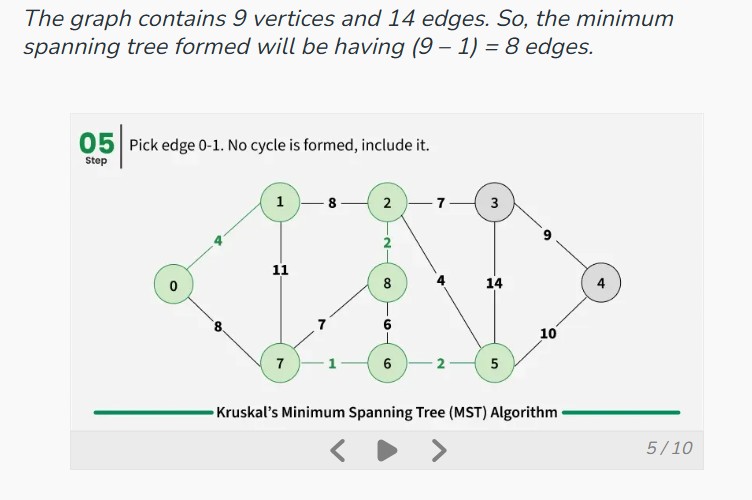 The graph contains 9 vertices and 14 edges. So, the minimum
spanning tree formed will be having (9 – 1) = 8 edges.
05
Step
Pick edge 0-1. No cycle is formed, include it.
1 8 2 7 3
4 2 9
11
0 8 4 14 4
8 7 6 10
7 1 6 2 5
Kruskal's Minimum Spanning Tree (MST) Algorithm
5 / 10